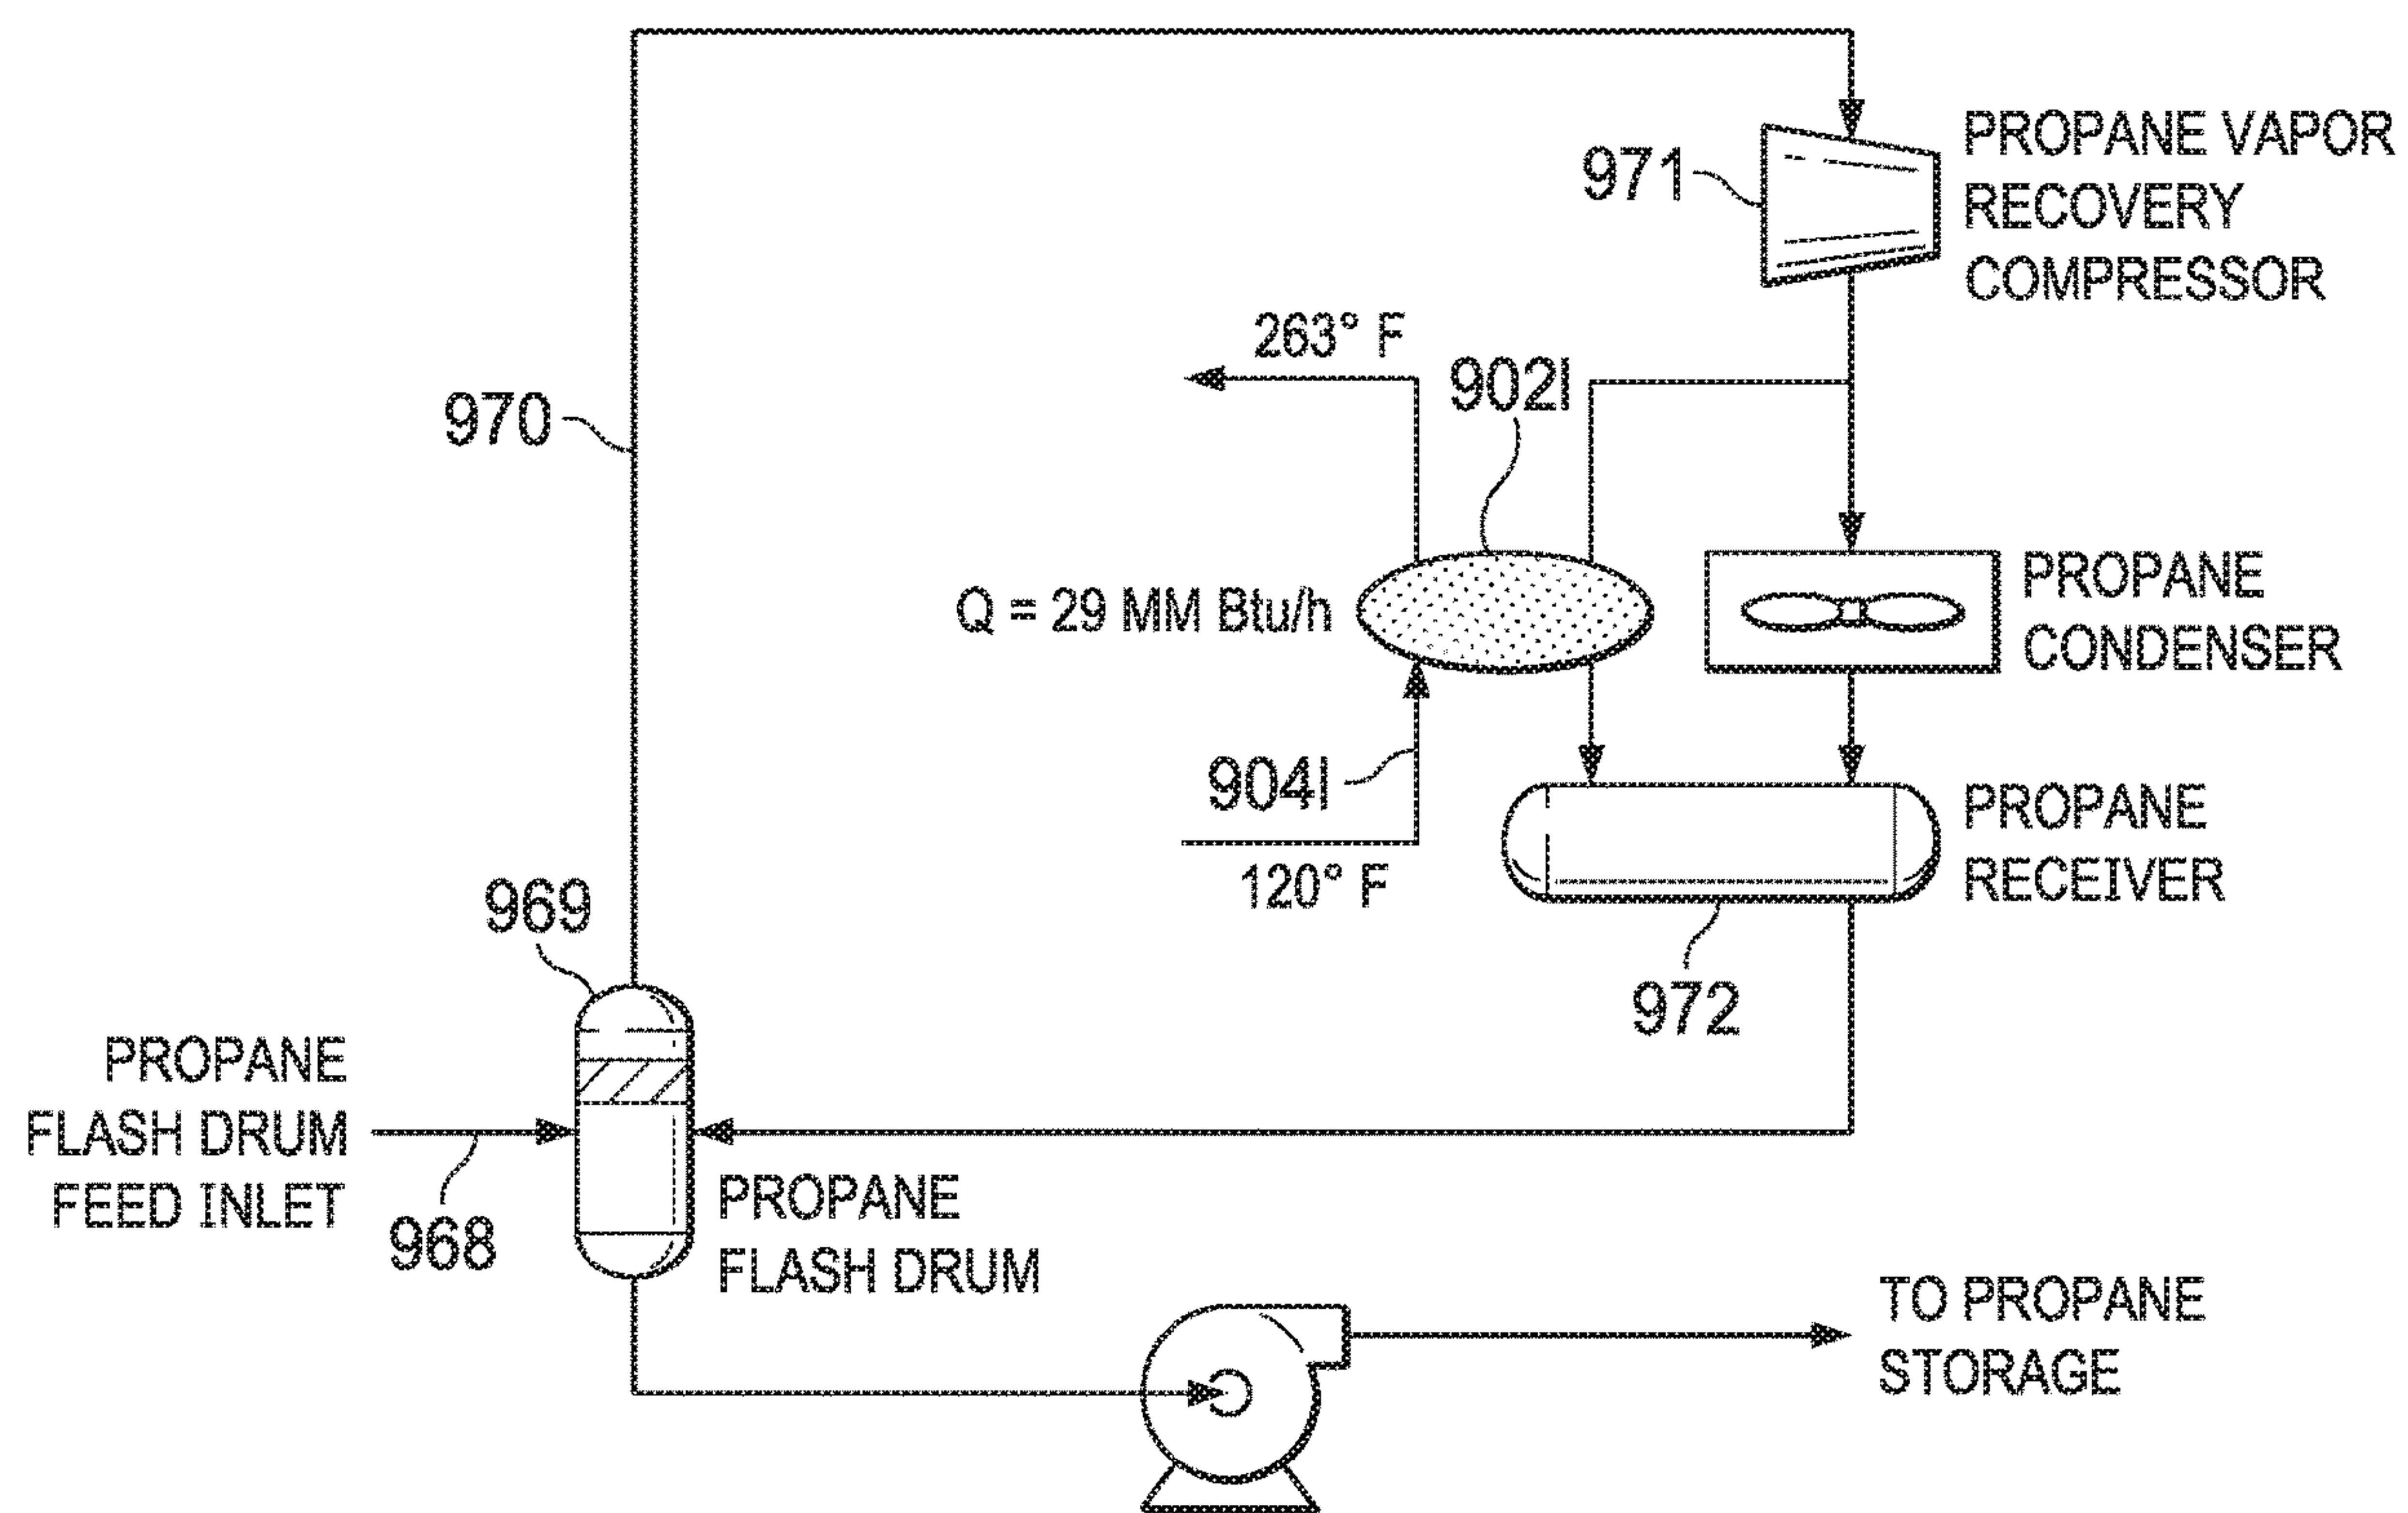 PROPANE VAPOR
RECOVERY
COMPRESSOR
971
263° F
902I
970
Q = 29 MM Btu/h
PROPANE
CONDENSER
904I
120° F
PROPANE
RECEIVER
972
969
PROPANE
FLASH DRUM
FEED INLET
968
PROPANE
FLASH DRUM
TO PROPANE
STORAGE